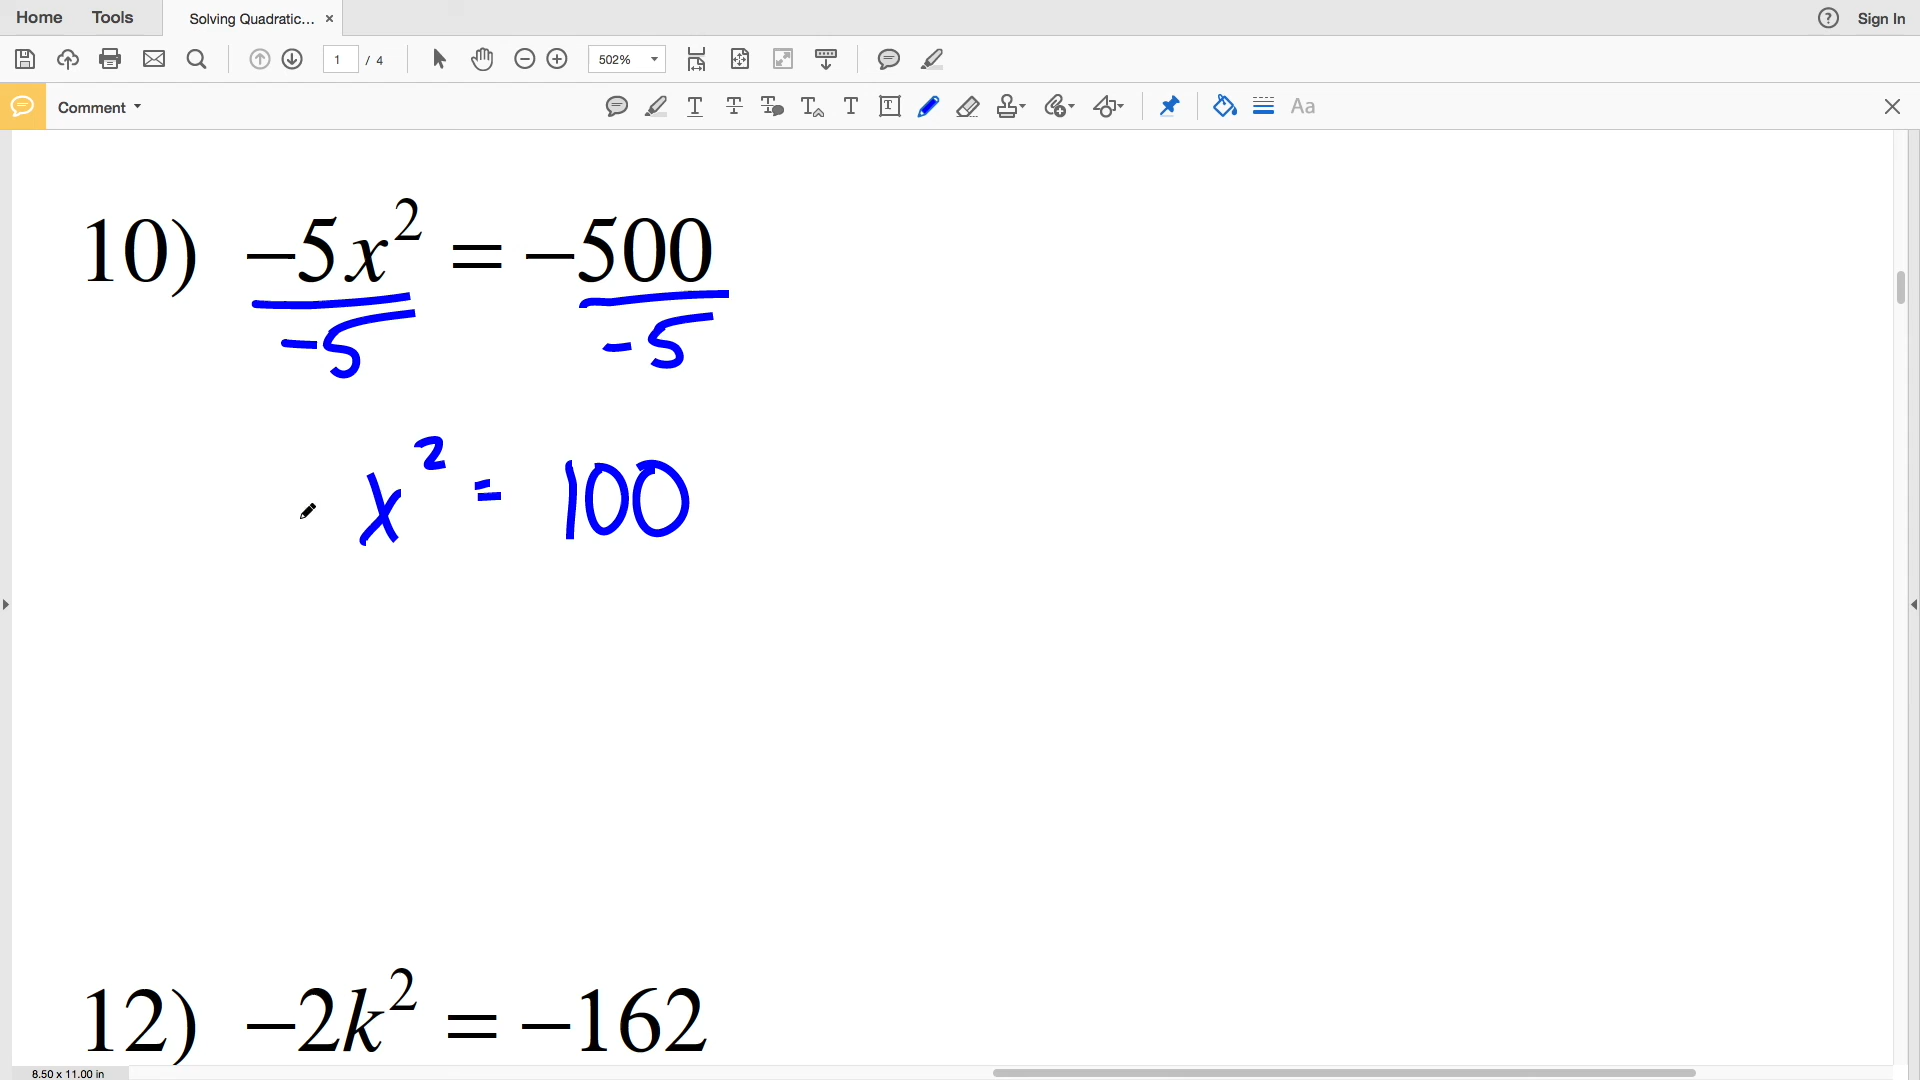 Home Tools Solving Quadratic... × ? Sign In
1 / 4 502%
Comment Aa
10) −5x² = −500
-5 -5
x² = 100
12) −2k² = −162
8.50 x 11.00 in